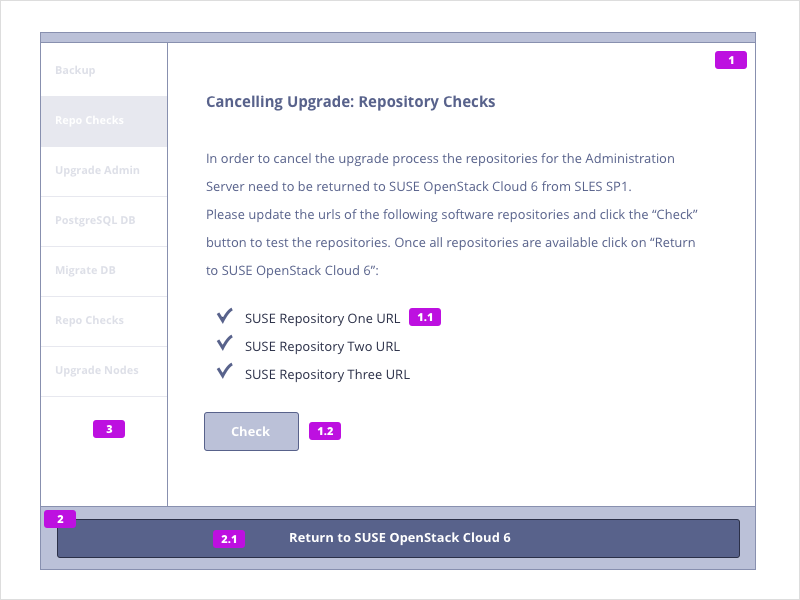 Backup
Repo Checks
Upgrade Admin
PostgreSQL DB
Migrate DB
Repo Checks
Upgrade Nodes
3
1
Cancelling Upgrade: Repository Checks
In order to cancel the upgrade process the repositories for the Administration
Server need to be returned to SUSE OpenStack Cloud 6 from SLES SP1.
Please update the urls of the following software repositories and click the “Check”
button to test the repositories. Once all repositories are available click on “Return
to SUSE OpenStack Cloud 6”:
SUSE Repository One URL 1.1
SUSE Repository Two URL
SUSE Repository Three URL
Check 1.2
2
2.1 Return to SUSE OpenStack Cloud 6